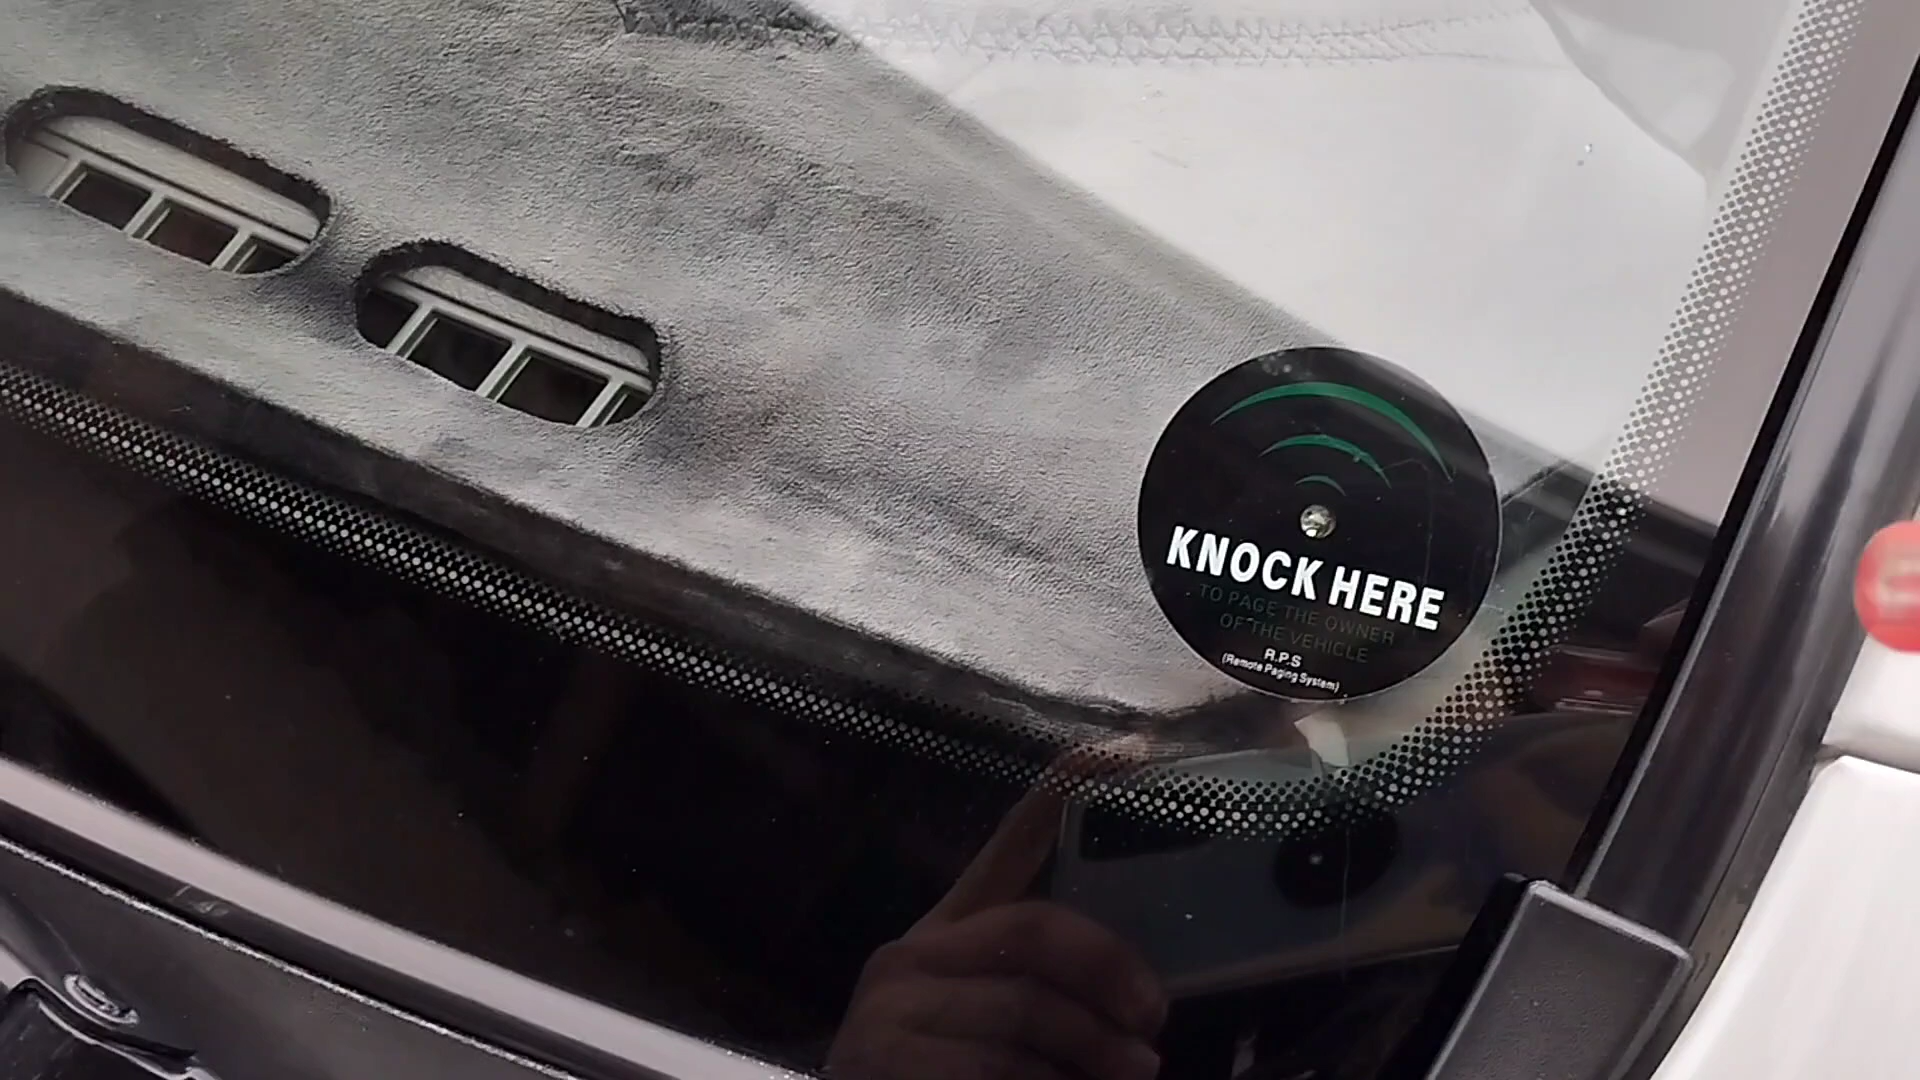 KNOCK HERE
TO PAGE THE OWNER
OF THE VEHICLE
R.P.S
(Remote Paging System)